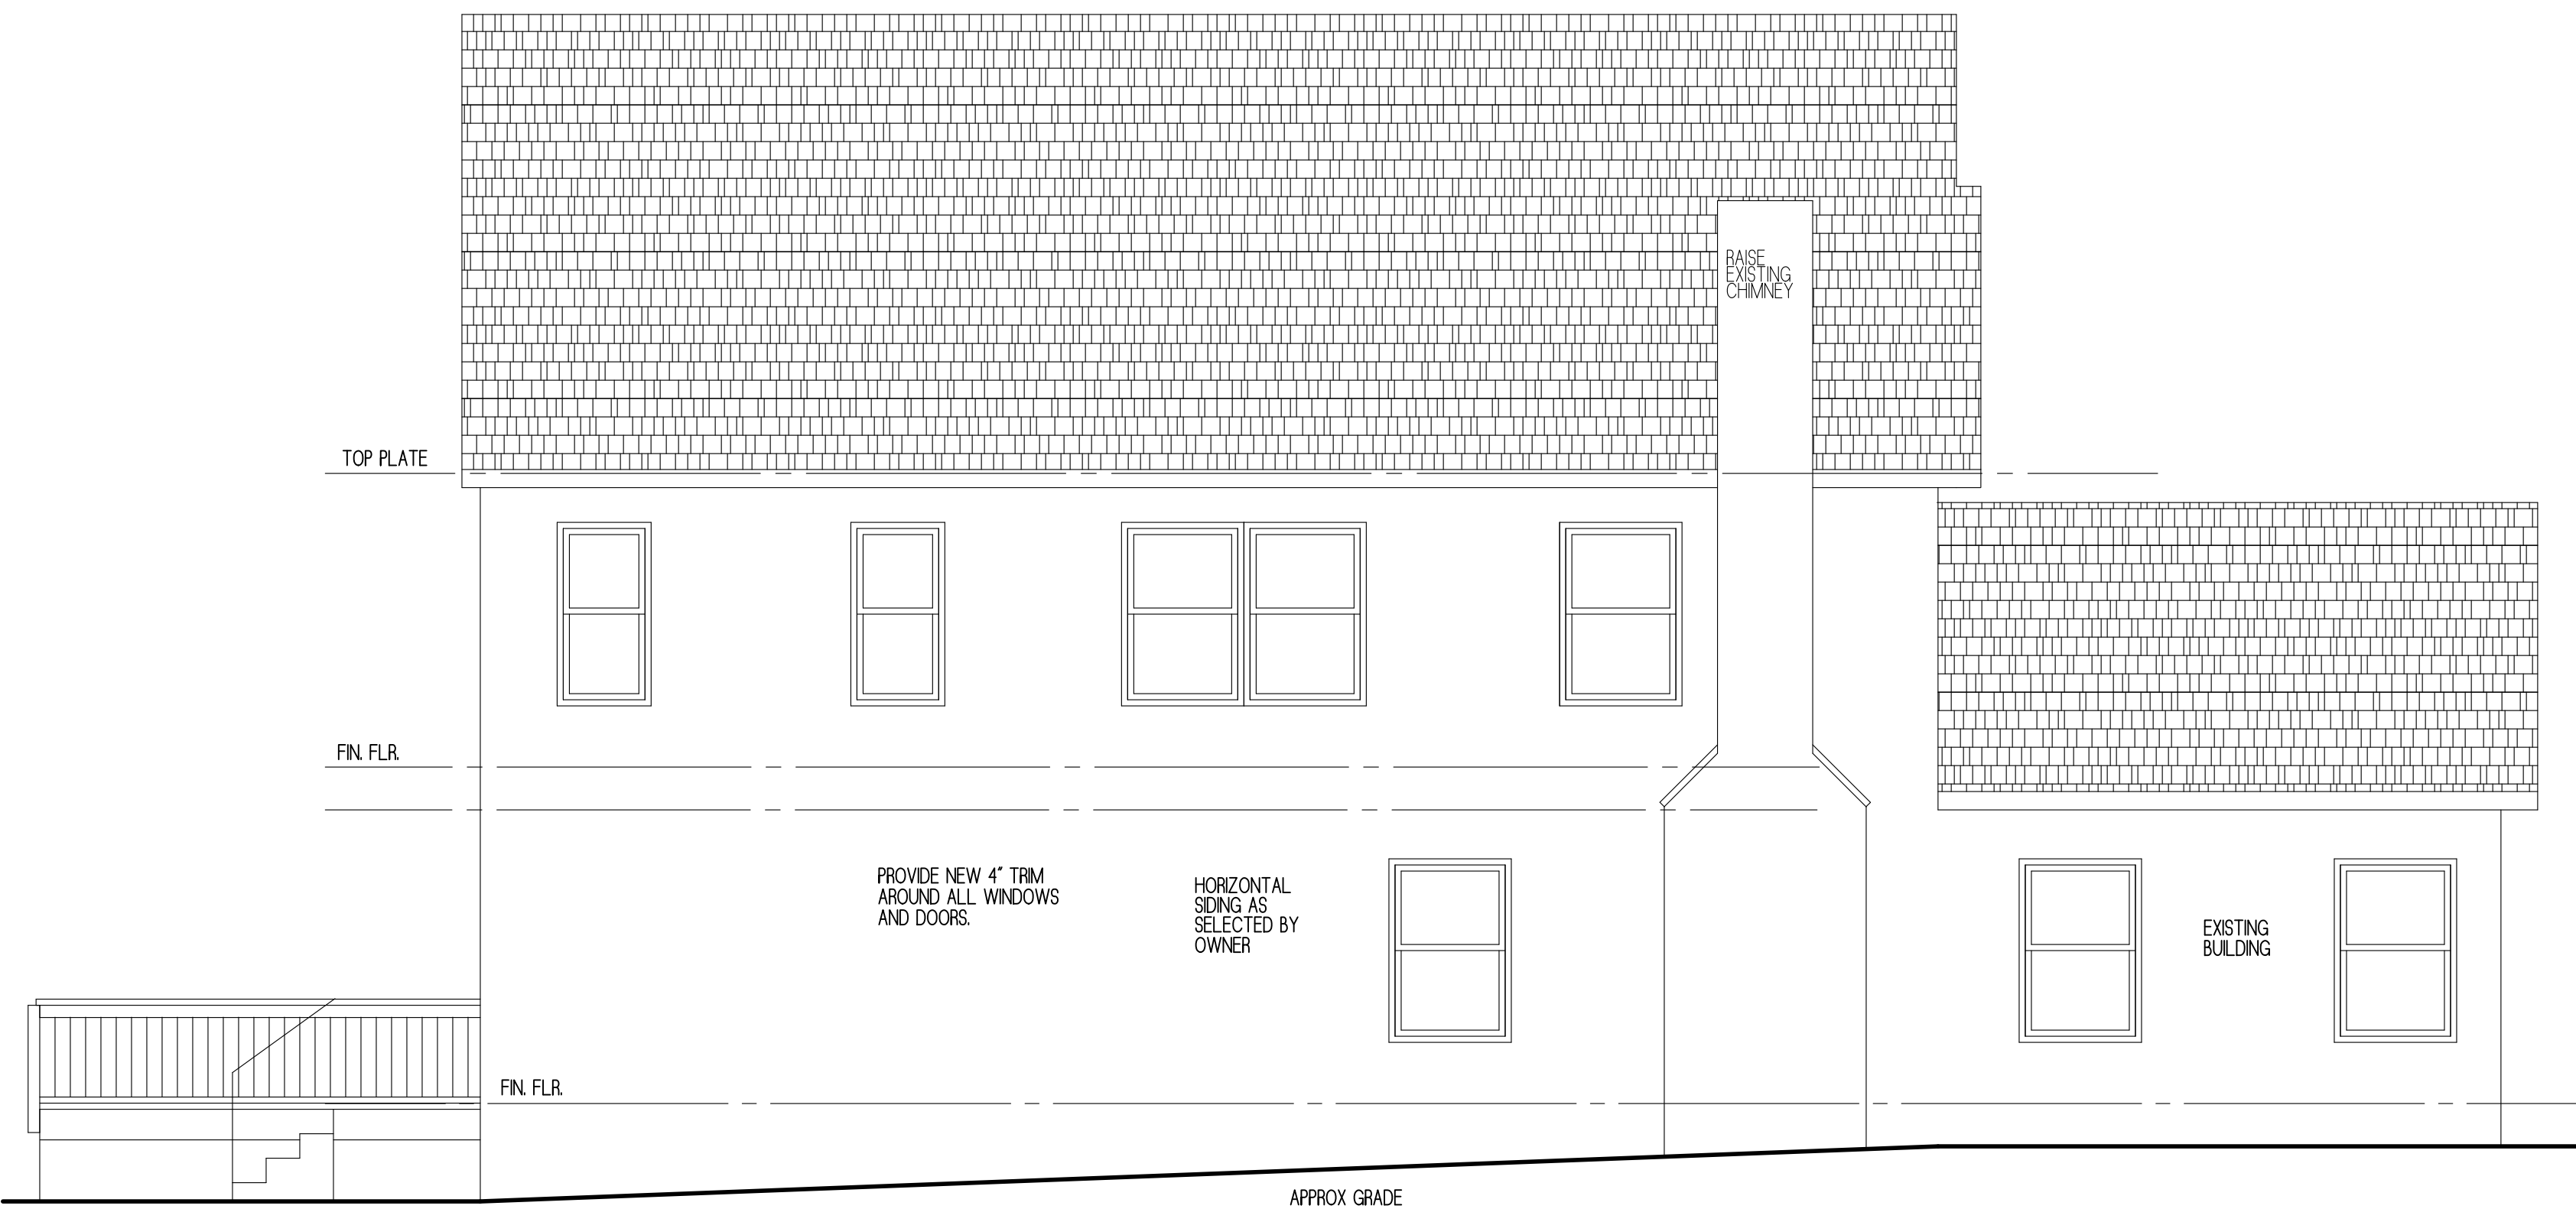 RAISE
EXISTING
CHIMNEY
TOP PLATE
FIN. FLR.
PROVIDE NEW 4" TRIM
AROUND ALL WINDOWS
AND DOORS.
HORIZONTAL
SIDING AS
SELECTED BY
OWNER
EXISTING
BUILDING
FIN. FLR.
APPROX GRADE